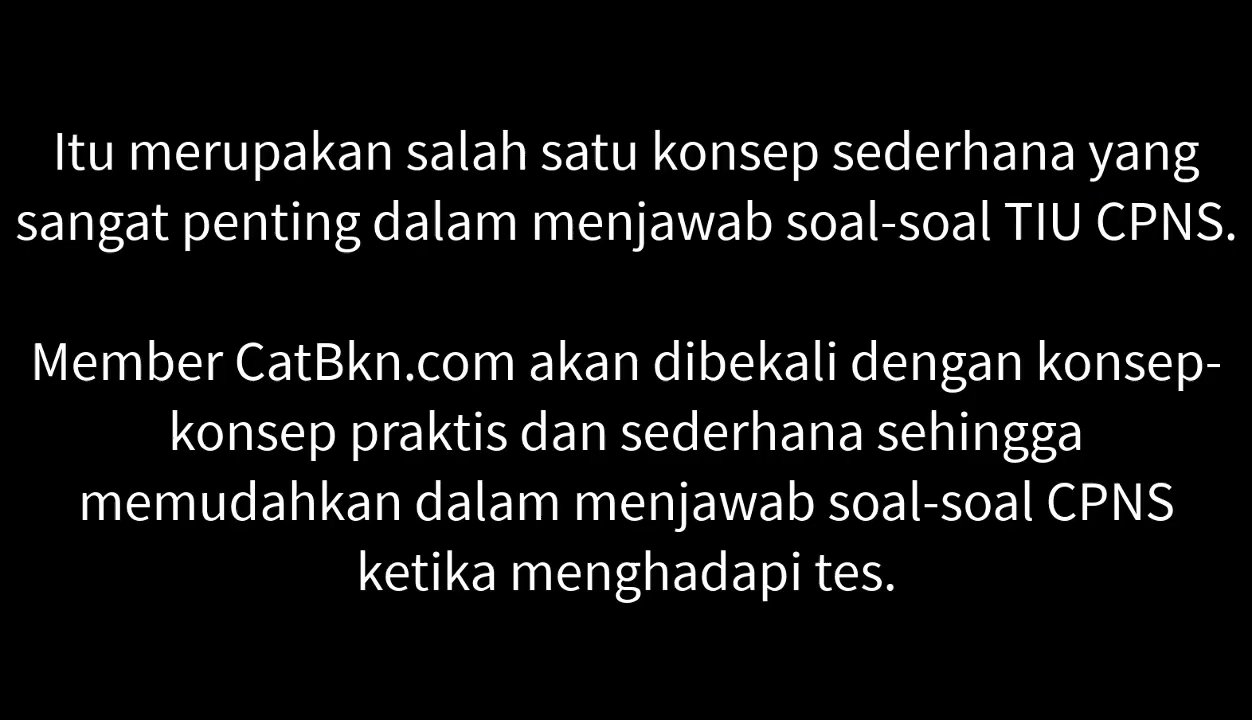 Itu merupakan salah satu konsep sederhana yang
sangat penting dalam menjawab soal-soal TIU CPNS.
Member CatBkn.com akan dibekali dengan konsep-
konsep praktis dan sederhana sehingga
memudahkan dalam menjawab soal-soal CPNS
ketika menghadapi tes.